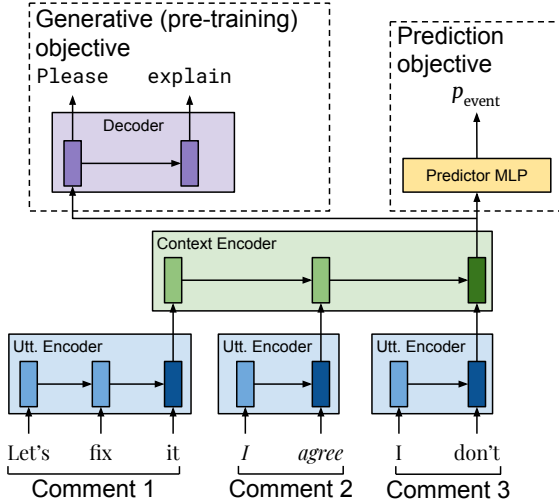 Generative (pre-training)
objective
Please explain
Decoder
Prediction
objective
p_event
Predictor MLP
Context Encoder
Utt. Encoder
Utt. Encoder
Utt. Encoder
Let's fix it
I agree
I don't
Comment 1
Comment 2
Comment 3